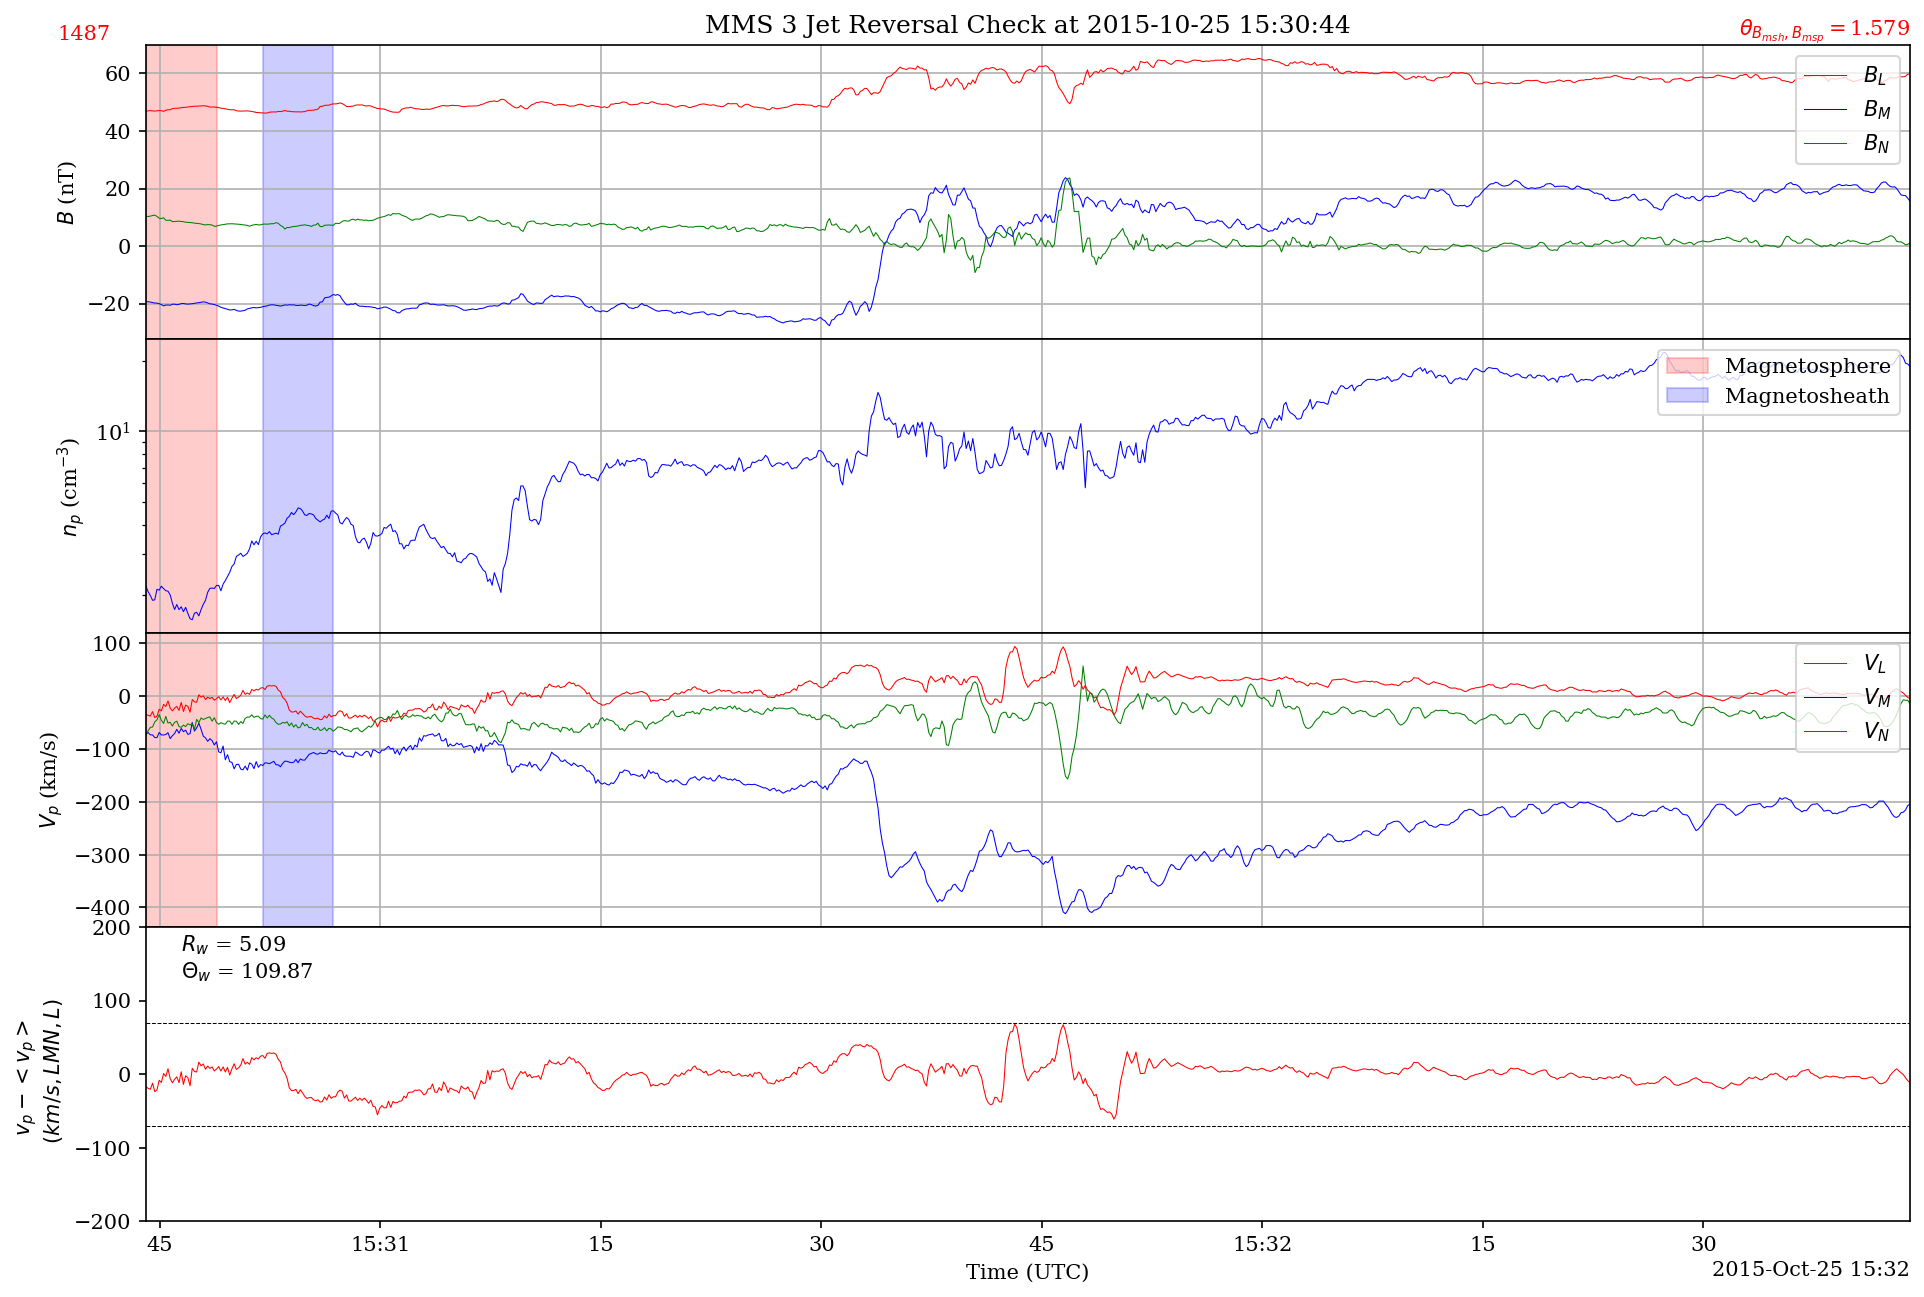 MMS 3 Jet Reversal Check at 2015-10-25 15:30:44
1487
θ_{B_{msh}, B_{msp}} = 1.579
60
40
20
0
−20
B (nT)
B_L
B_M
B_N
10^1
n_p (cm^{−3})
Magnetosphere
Magnetosheath
100
0
−100
−200
−300
−400
V_p (km/s)
V_L
V_M
V_N
200
100
0
−100
−200
v_p − < v_p >
(km/s, LMN, L)
R_w = 5.09
Θ_w = 109.87
45
15:31
15
30
45
15:32
15
30
Time (UTC)
2015-Oct-25 15:32